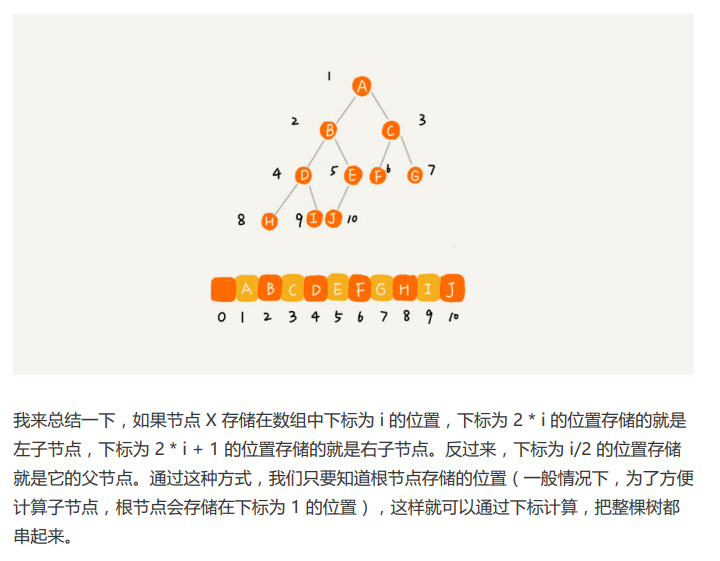 1
A
2
B
C
3
4
D
5
E
F
6
G
7
8
H
9
I
J
10
A B C D E F G H I J
0 1 2 3 4 5 6 7 8 9 10
我来总结一下，如果节点 X 存储在数组中下标为 i 的位置，下标为 2 * i 的位置存储的就是
左子节点，下标为 2 * i + 1 的位置存储的就是右子节点。反过来，下标为 i/2 的位置存储
就是它的父节点。通过这种方式，我们只要知道根节点存储的位置（一般情况下，为了方便
计算子节点，根节点会存储在下标为 1 的位置），这样就可以通过下标计算，把整棵树都
串起来。